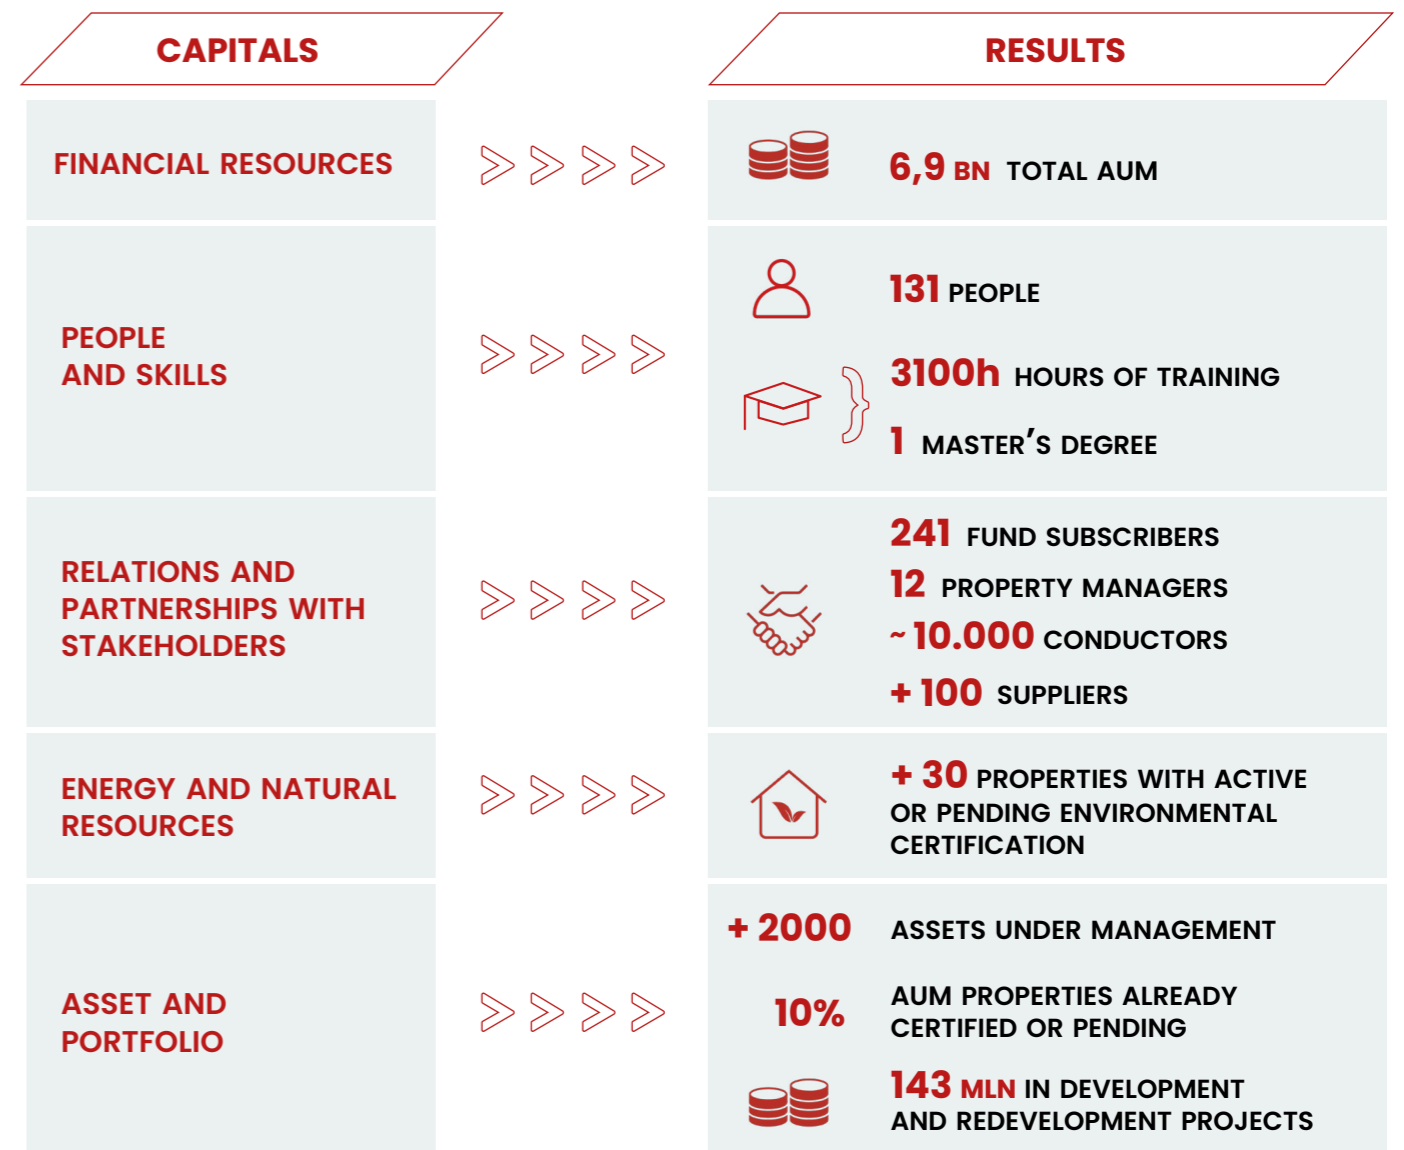 CAPITALS
RESULTS
FINANCIAL RESOURCES
6,9 BN TOTAL AUM
PEOPLE
AND SKILLS
131 PEOPLE
3100h HOURS OF TRAINING
1 MASTER’S DEGREE
RELATIONS AND
PARTNERSHIPS WITH
STAKEHOLDERS
241 FUND SUBSCRIBERS
12 PROPERTY MANAGERS
~ 10.000 CONDUCTORS
+ 100 SUPPLIERS
ENERGY AND NATURAL
RESOURCES
+ 30 PROPERTIES WITH ACTIVE
OR PENDING ENVIRONMENTAL
CERTIFICATION
ASSET AND
PORTFOLIO
+ 2000 ASSETS UNDER MANAGEMENT
10% AUM PROPERTIES ALREADY
CERTIFIED OR PENDING
143 MLN IN DEVELOPMENT
AND REDEVELOPMENT PROJECTS